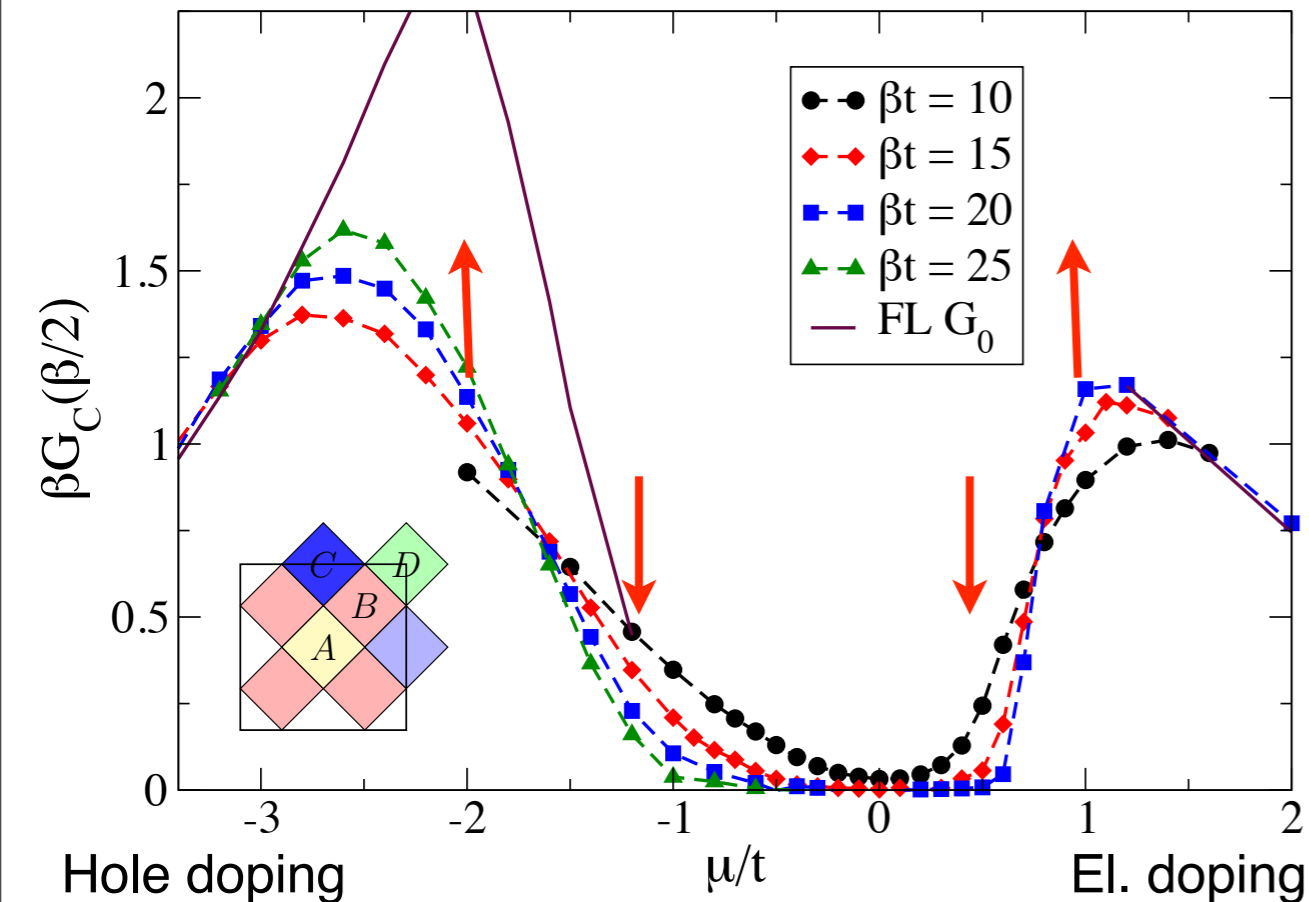 2
1.5
1
0.5
0
βG_C(β/2)
βt = 10
βt = 15
βt = 20
βt = 25
FL G_0
C
D
B
A
-3 -2 -1 0 1 2
Hole doping μ/t El. doping